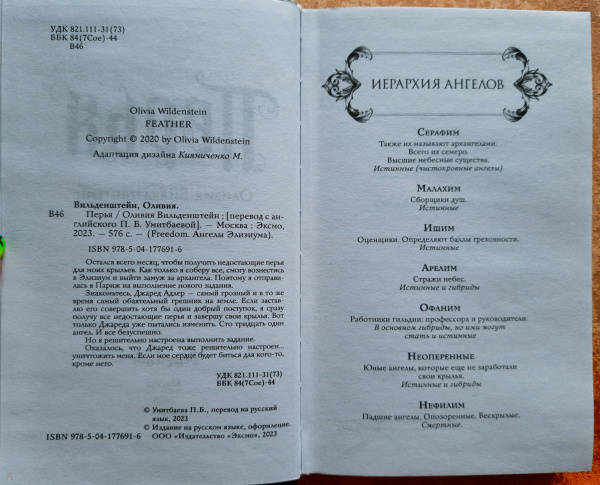 УДК 821.111-31(73)
ББК 84(7Сое)-44
В46
Olivia Wildenstein
FEATHER
Copyright © 2020 by Olivia Wildenstein
Адаптация дизайна Кияниченко М.
Вильденштейн, Оливия.
В46 Перья / Оливия Вильденштейн ; [перевод с ан-
глийского П. Б. Умитбаевой]. — Москва : Эксмо,
2023. — 576 с. — (Freedom. Ангелы Элизиума).
ISBN 978-5-04-177691-6
Остался всего месяц, чтобы получить недостающие перья
для моих крыльев. Как только я соберу все, смогу вознестись
в Элизиум и выйти замуж за архангела. Поэтому я отправи-
лась в Париж на выполнение нового задания.
Знакомьтесь, Джаред Адлер — самый грозный и в то же
время самый обаятельный грешник на земле. Если застав-
лю его совершить хотя бы один добрый поступок, я сразу
получу все недостающие перья и завершу свои крылья. Вот
только Джареда уже пытались изменить. Сто тридцать один
ангел. И все безуспешно.
Но я решительно настроена выполнить задание.
Оказалось, что Джаред тоже решительно настроен...
уничтожить меня. Если мое сердце будет биться для кого-то,
кроме него.
УДК 821.111-31(73)
ББК 84(7Сое)-44
© Умитбаева П.Б., перевод на русский
язык, 2023
© Издание на русском языке, оформление.
ISBN 978-5-04-177691-6 ООО «Издательство «Эксмо», 2023
ИЕРАРХИЯ АНГЕЛОВ
Серафим
Также их называют архангелами.
Всего их семеро.
Высшие небесные существа.
Истинные (чистокровные ангелы)
Малахим
Сборщики душ.
Истинные
Ишим
Оценщики. Определяют баллы греховности.
Истинные
Арелим
Стражи небес.
Истинные и гибриды
Офаним
Работники гильдии: профессора и руководители.
В основном гибриды, но ими могут
стать и истинные
Неоперенные
Юные ангелы, которые еще не заработали
свои крылья.
Истинные и гибриды
Нефилим
Падшие ангелы. Опозоренные. Бескрылые.
Смертные.